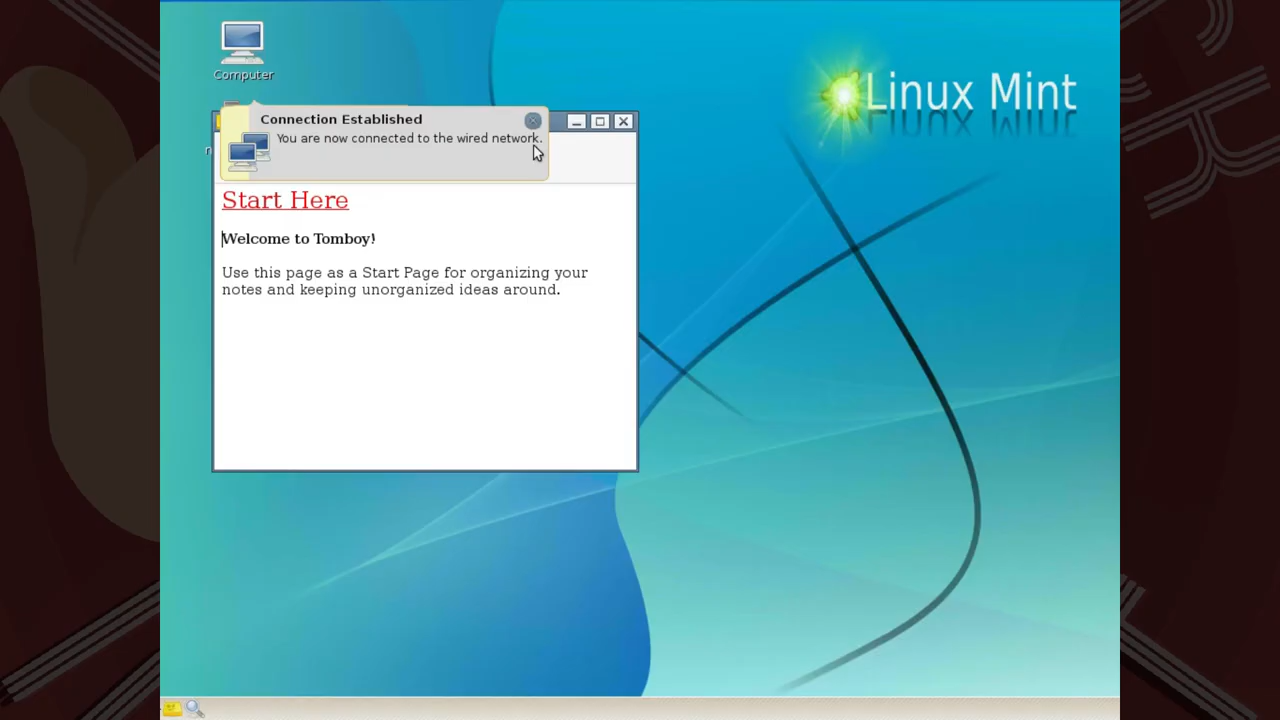 Computer
Linux Mint
Connection Established
You are now connected to the wired network.
Start Here
Welcome to Tomboy!
Use this page as a Start Page for organizing your
notes and keeping unorganized ideas around.